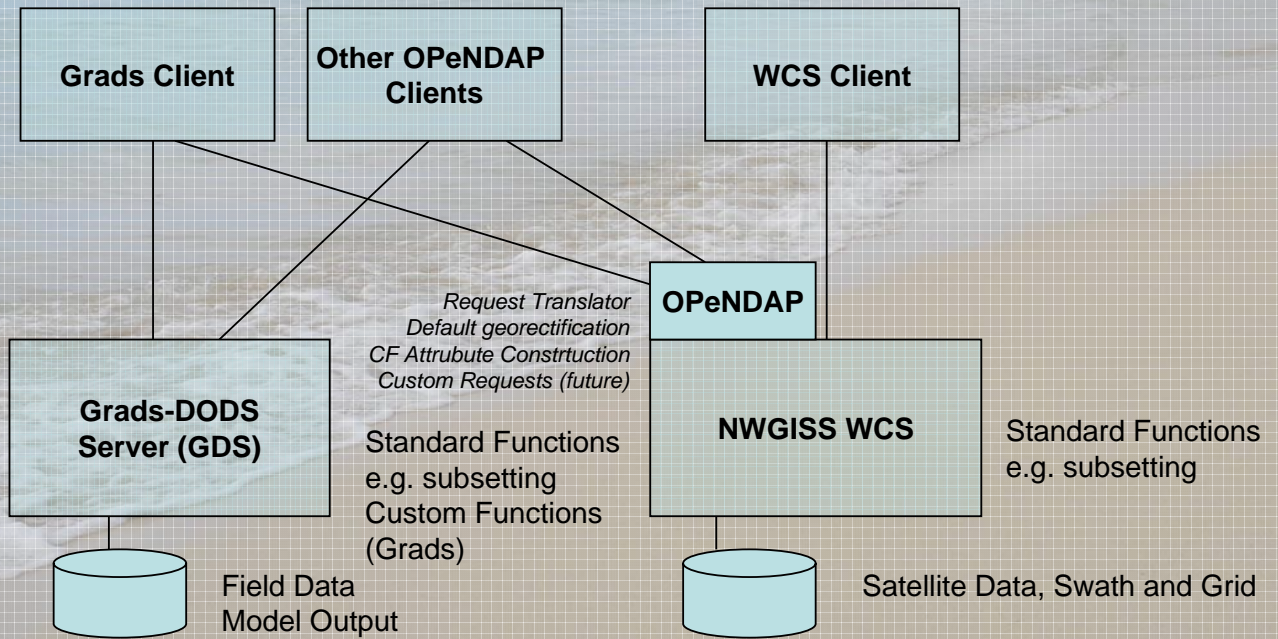 Grads Client
Other OPeNDAP
Clients
WCS Client
Request Translator
Default georectification
CF Attrubute Constrtuction
Custom Requests (future)
OPeNDAP
Grads-DODS
Server (GDS)
Standard Functions
e.g. subsetting
Custom Functions
(Grads)
NWGISS WCS
Standard Functions
e.g. subsetting
Field Data
Model Output
Satellite Data, Swath and Grid